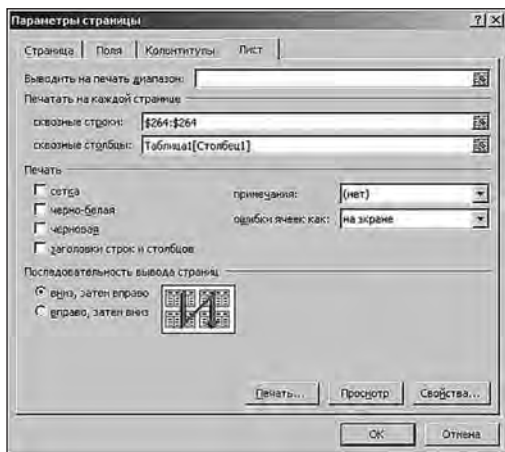 Параметры страницы
Страница Поля Колонтитулы Лист
Выводить на печать диапазон:
Печатать на каждой странице
сквозные строки: $264:$264
сквозные столбцы: Таблица1[Столбец1]
Печать
сетка примечания: (нет)
черно-белая ошибки ячеек как: на экране
черновая
заголовки строк и столбцов
Последовательность вывода страниц
вниз, затем вправо
вправо, затем вниз
Печать... Просмотр Свойства...
ОК Отмена